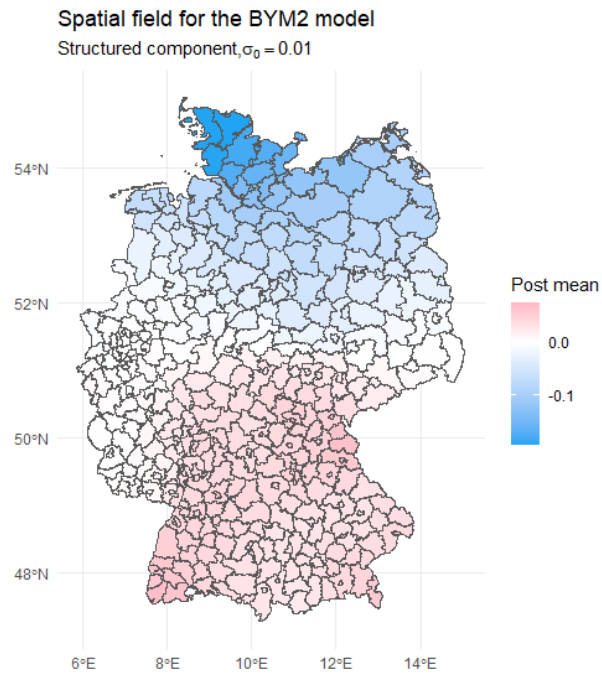 Spatial field for the BYM2 model
Structured component,σ₀ = 0.01
54°N
52°N
50°N
48°N
6°E
8°E
10°E
12°E
14°E
Post mean
0.0
-0.1